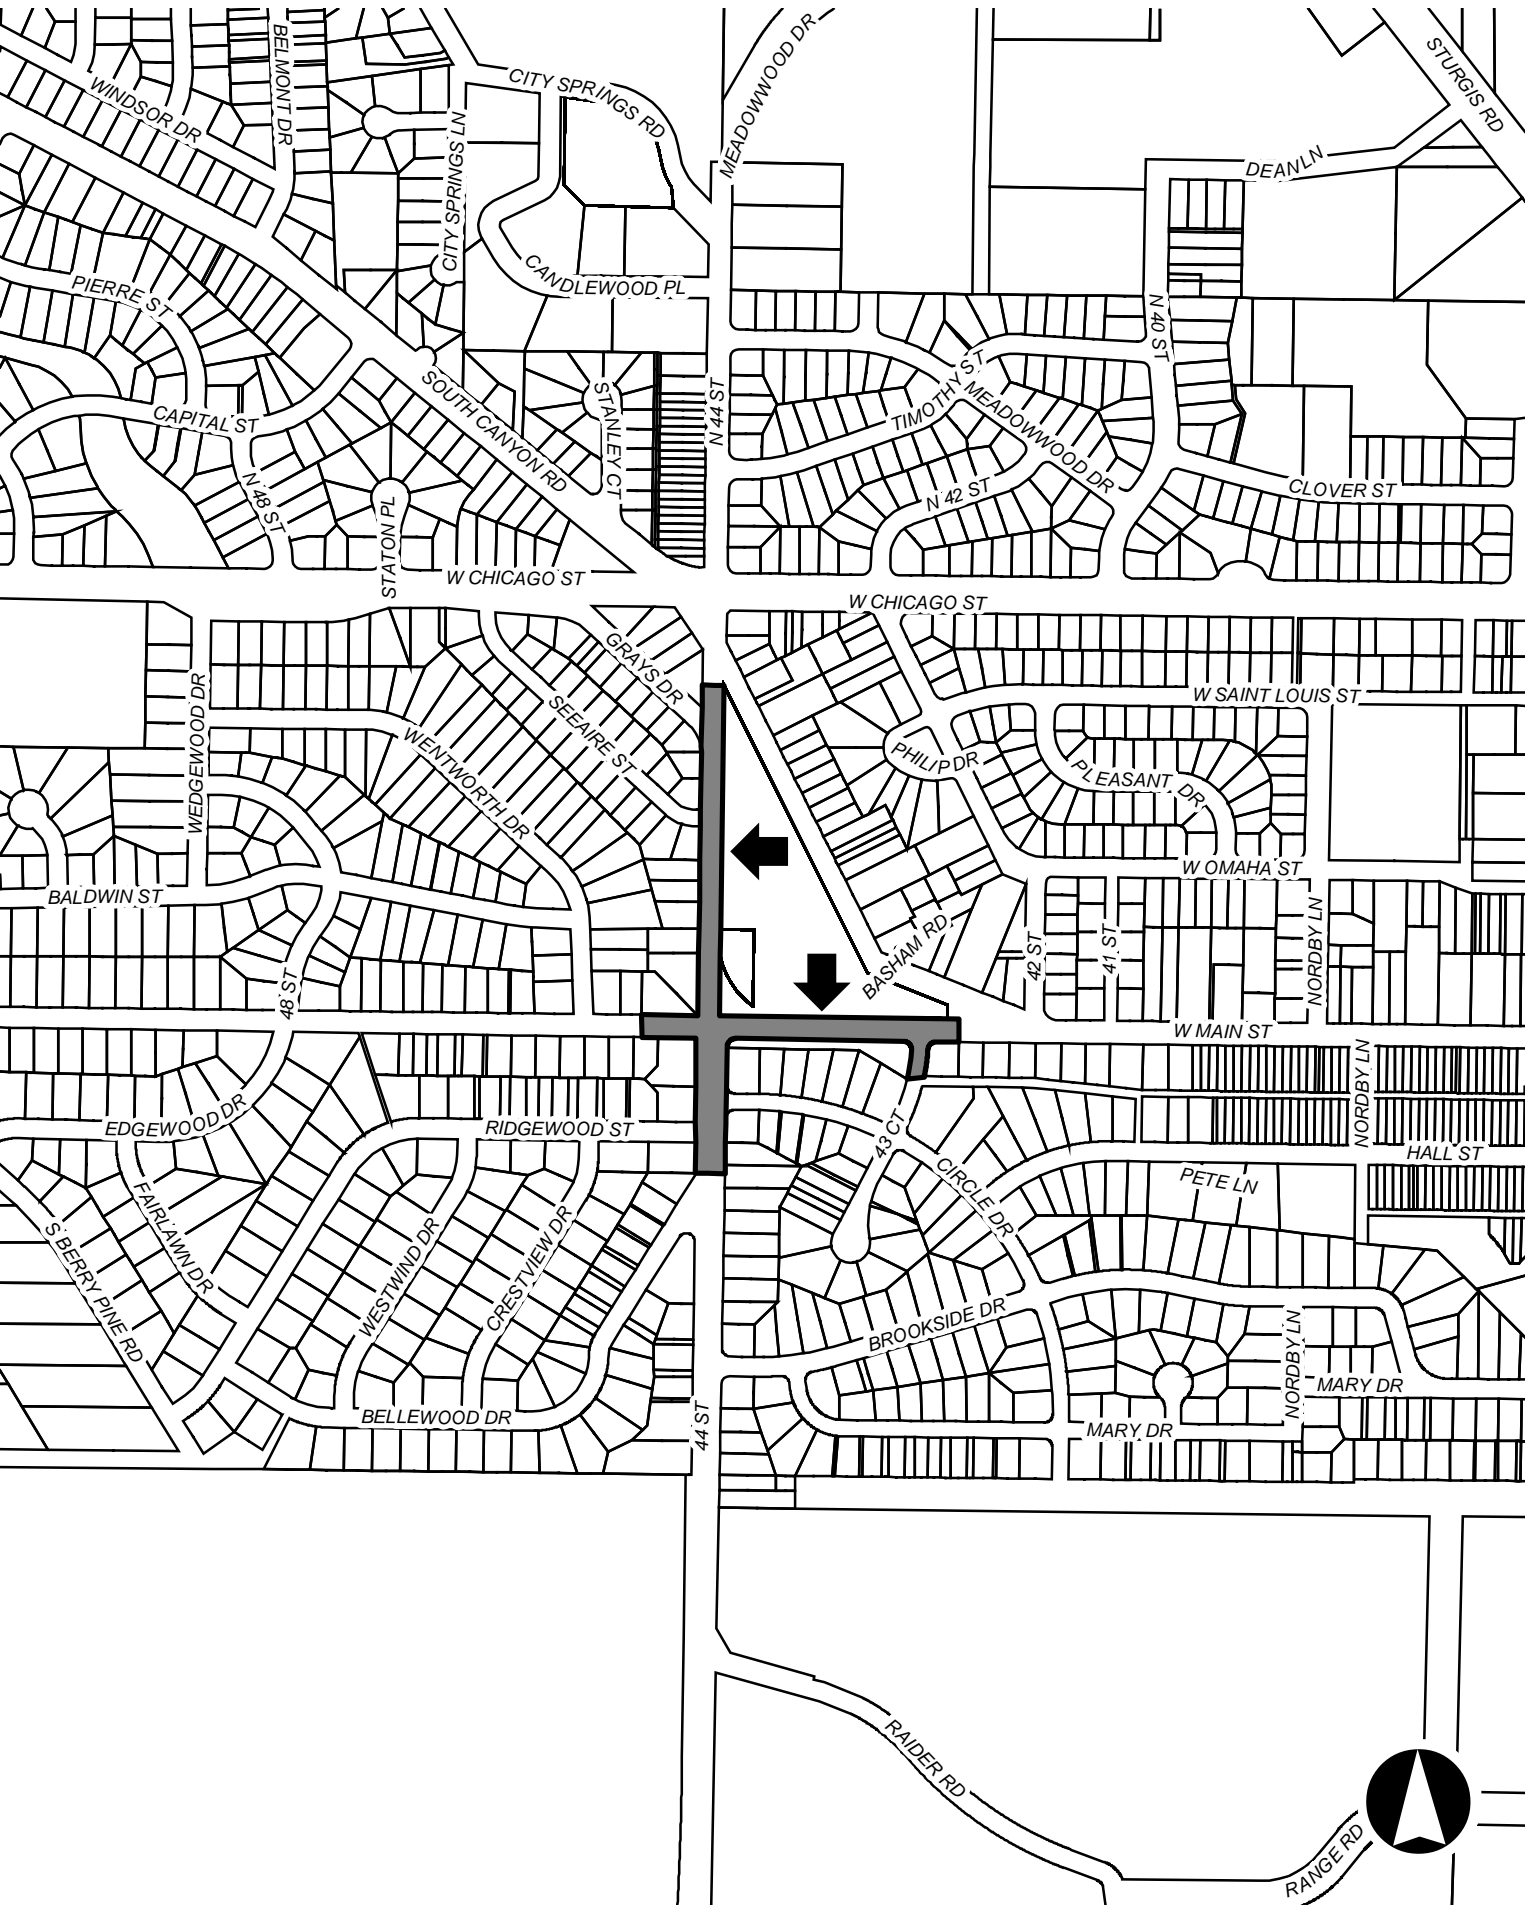 BELMONT DR
MEADOWWOOD DR
STURGIS RD
CITY SPRINGS RD
WINDSOR DR
CITY SPRINGS LN
DEAN LN
PIERRE ST
CANDLEWOOD PL
N 40 ST
TIMOTHY ST
CAPITAL ST
SOUTH CANYON RD
STANLEY CT
N 44 ST
MEADOWWOOD DR
N 48 ST
STATON PL
N 42 ST
CLOVER ST
W CHICAGO ST
W CHICAGO ST
GRAYS DR
WEDGEWOOD DR
SEEAIRE ST
W SAINT LOUIS ST
WENTWORTH DR
PHILIP DR
PLEASANT DR
BALDWIN ST
W OMAHA ST
BASHAM RD
42 ST
41 ST
NORDBY LN
48 ST
W MAIN ST
EDGEWOOD DR
RIDGEWOOD ST
43 CT
NORDBY LN
HALL ST
FAIRLAWN DR
CIRCLE DR
PETE LN
S BERRY PINE RD
WESTWIND DR
CRESTVIEW DR
BROOKSIDE DR
NORDBY LN
MARY DR
BELLEWOOD DR
44 ST
MARY DR
RAIDER RD
RANGE RD